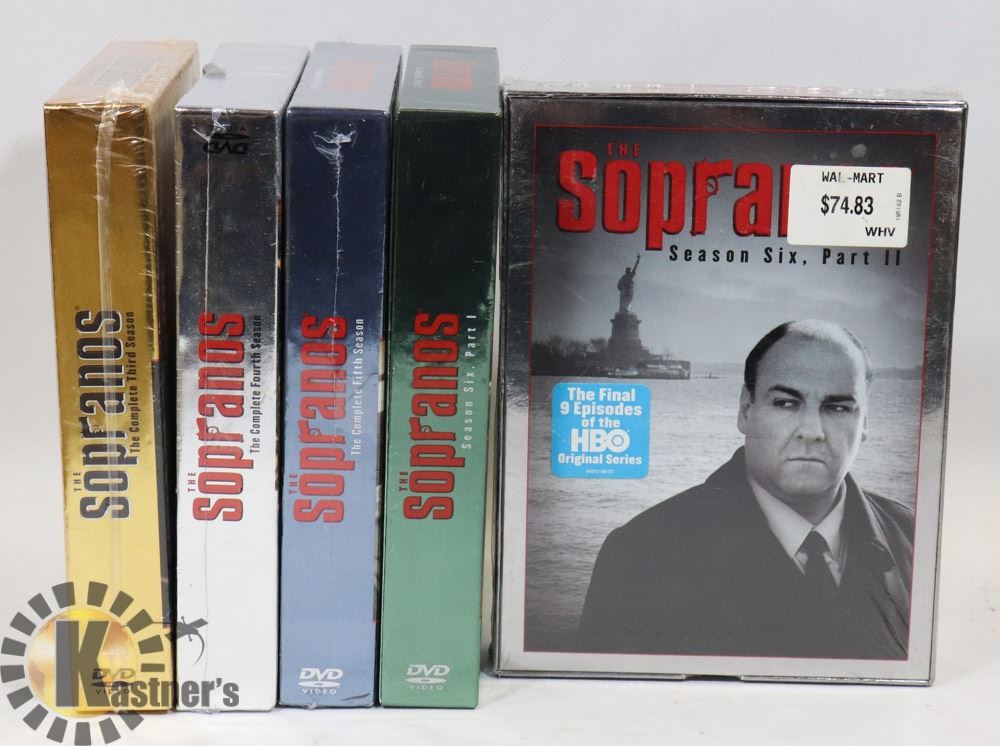 THE
SopranoS
The Complete Third Season
DVD
VIDEO
DVD
THE
SopranoS
The Complete Fourth Season
THE
SopranoS
The Complete Fifth Season
DVD
VIDEO
THE
SopranoS
Season Six, Part I
DVD
VIDEO
THE
Sopran
Season Six, Part II
WAL-MART
$74.83
WHV
The Final
9 Episodes
of the
HBO
Original Series
Kastner's